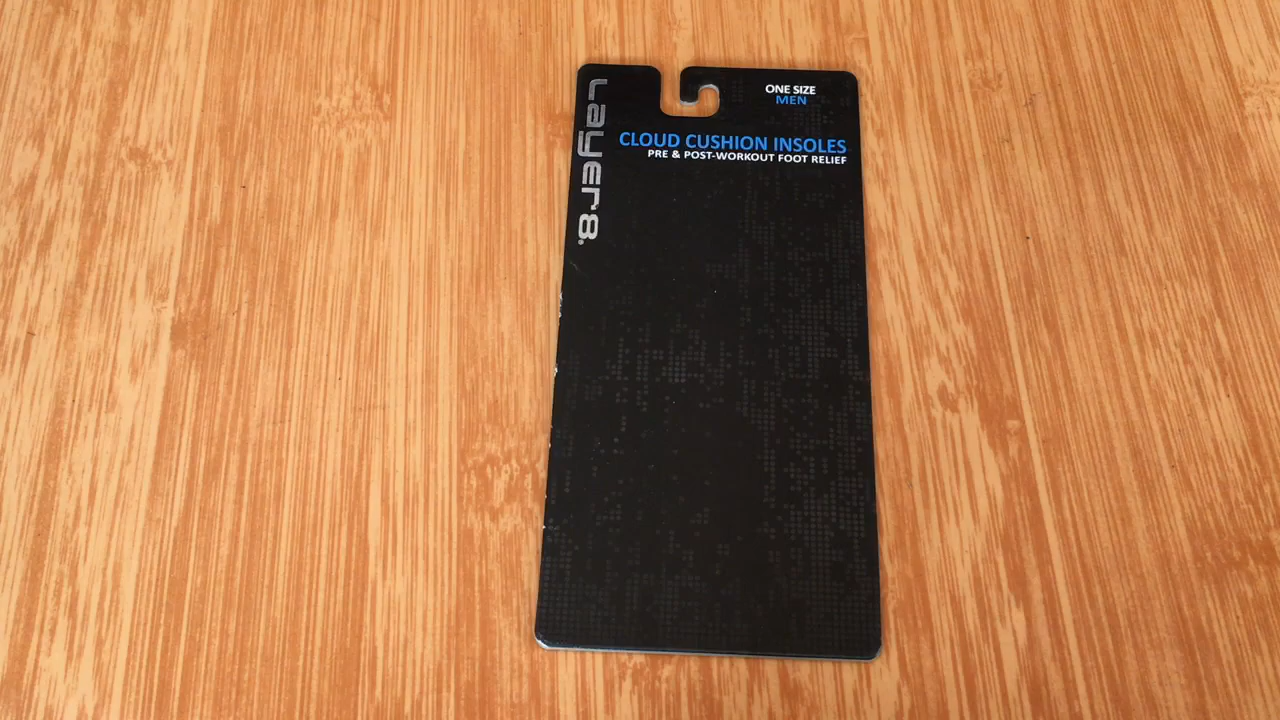 Layer8®
ONE SIZE
MEN
CLOUD CUSHION INSOLES
PRE & POST-WORKOUT FOOT RELIEF